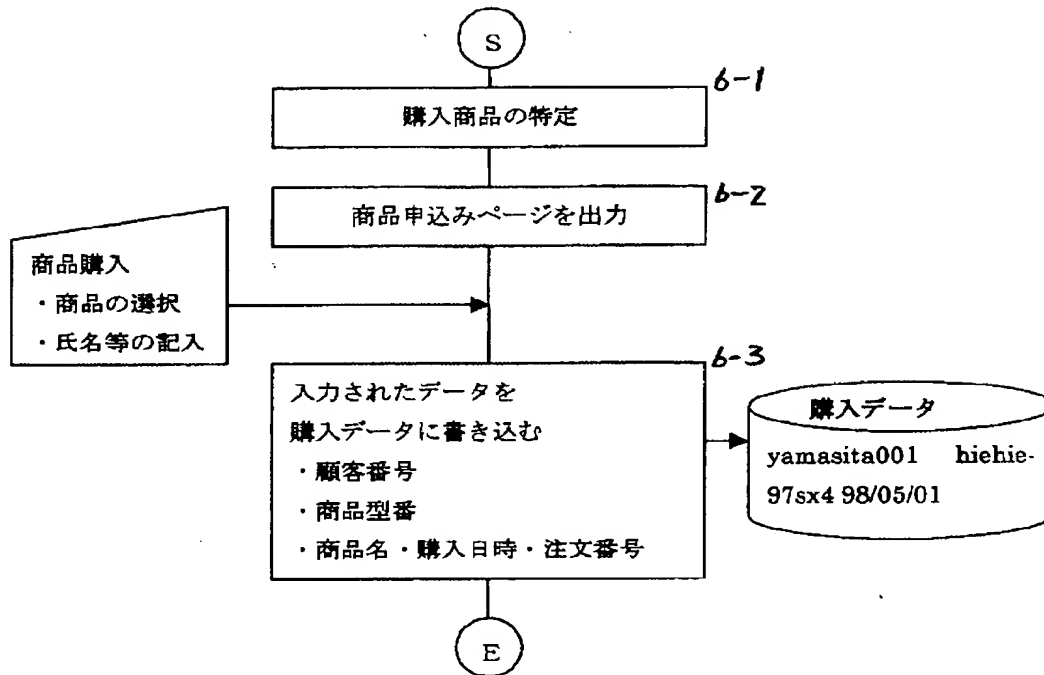 S
6-1
購入商品の特定
6-2
商品申込みページを出力
商品購入
・商品の選択
・氏名等の記入
6-3
入力されたデータを
購入データに書き込む
・顧客番号
・商品型番
・商品名・購入日時・注文番号
購入データ
yamasita001 hiehie-
97sx4 98/05/01
E